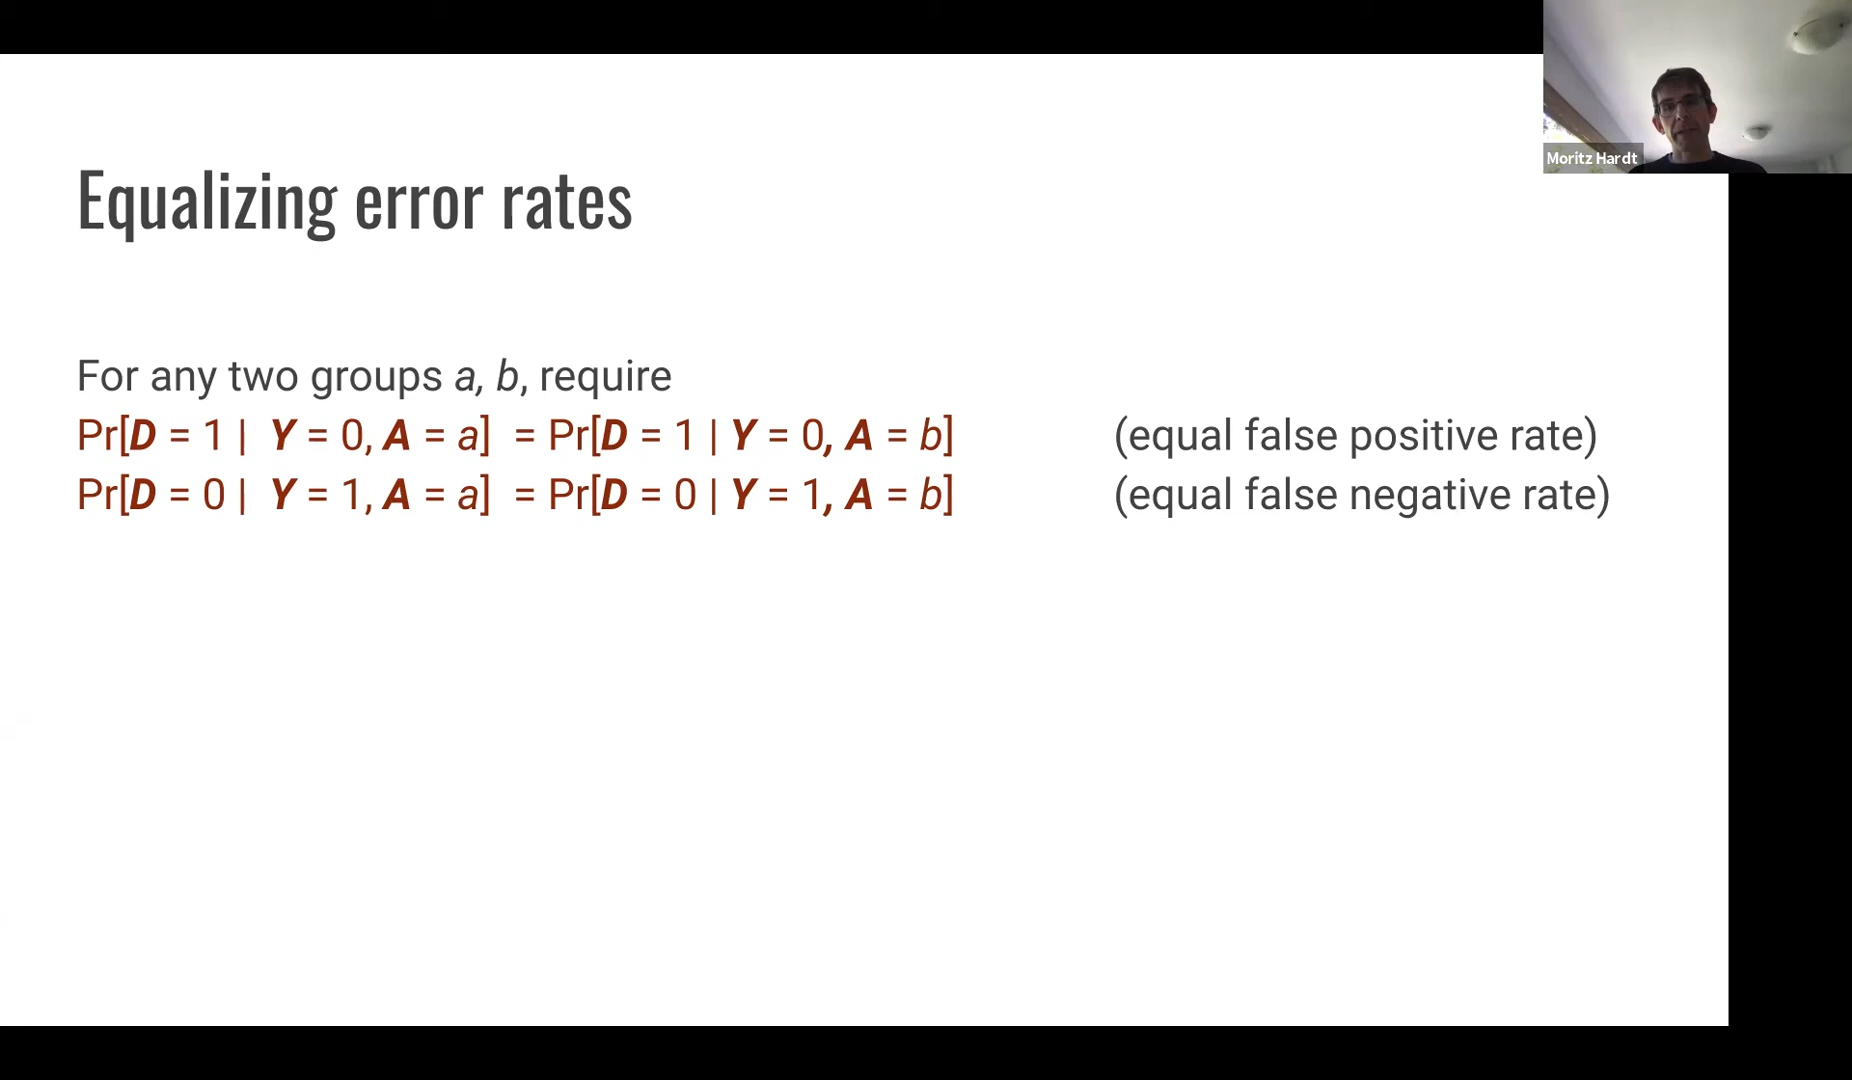 Moritz Hardt
Equalizing error rates
For any two groups a, b, require
Pr[D = 1 | Y = 0, A = a] = Pr[D = 1 | Y = 0, A = b] (equal false positive rate)
Pr[D = 0 | Y = 1, A = a] = Pr[D = 0 | Y = 1, A = b] (equal false negative rate)